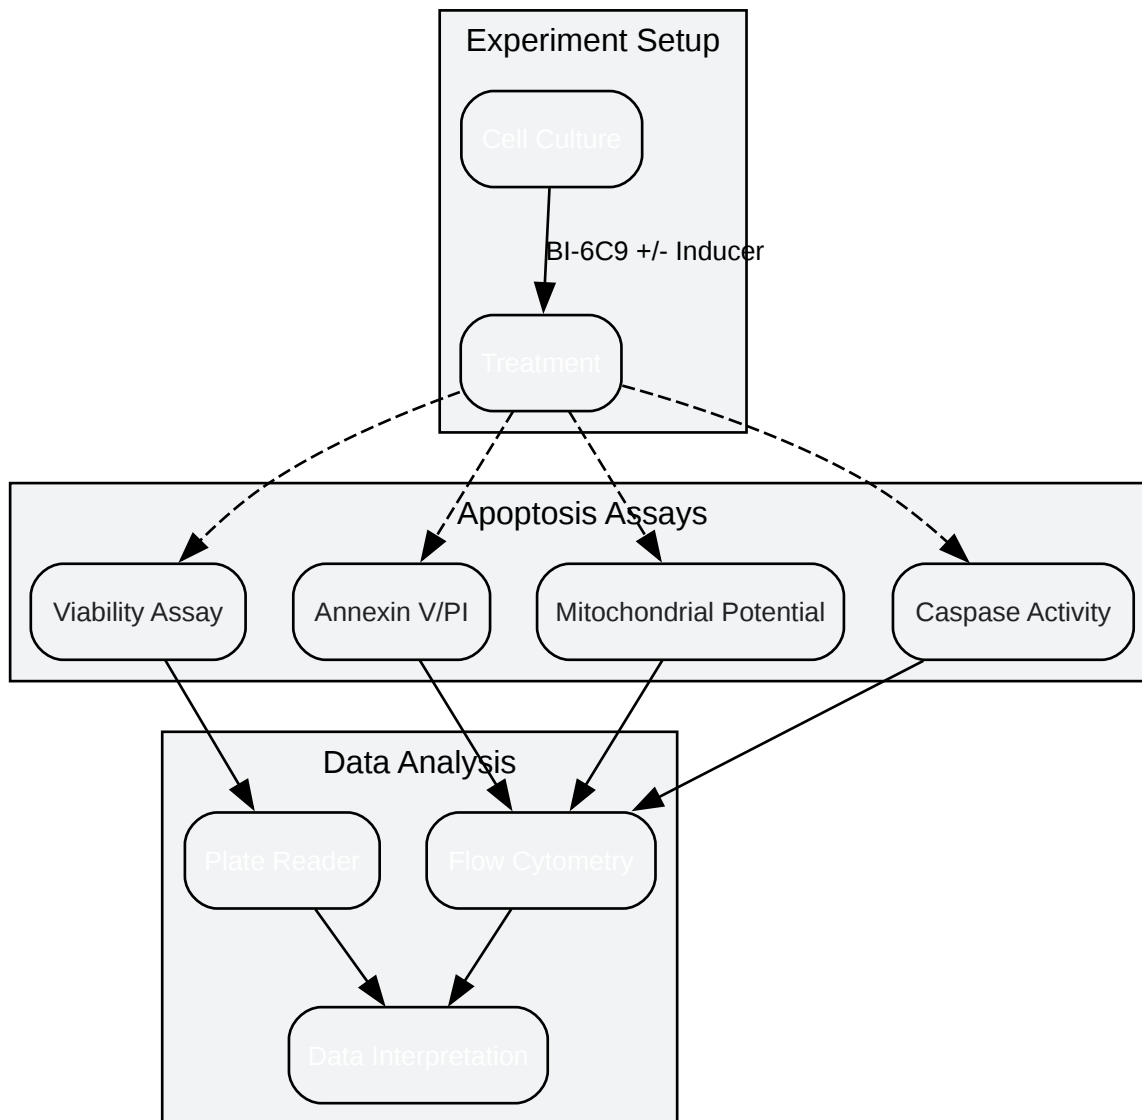 Experiment Setup
Cell Culture
BI-6C9 +/- Inducer
Treatment
Apoptosis Assays
Viability Assay
Annexin V/PI
Mitochondrial Potential
Caspase Activity
Data Analysis
Plate Reader
Flow Cytometry
Data Interpretation